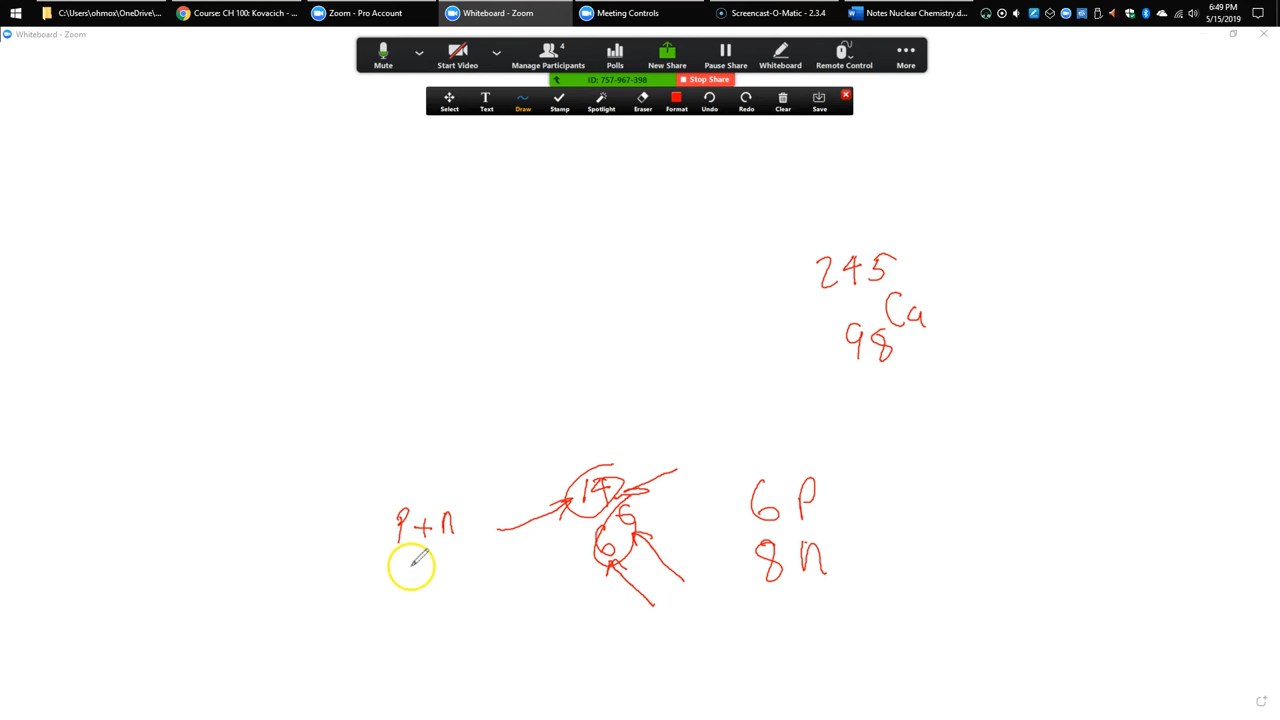 C:\Users\ohmox\OneDrive\...
Course: CH 100: Kovacich - ...
Zoom - Pro Account
Whiteboard - Zoom
Meeting Controls
Screencast-O-Matic - 2.3.4
Notes Nuclear Chemistry.d...
6:49 PM
5/15/2019
Whiteboard - Zoom
4
Mute
Start Video
Manage Participants
Polls
New Share
Pause Share
Whiteboard
Remote Control
More
ID: 757-967-398
Stop Share
Select
Text
Draw
Stamp
Spotlight
Eraser
Format
Undo
Redo
Clear
Save
245
Ca
98
14
6
6 P
P + n
8 n